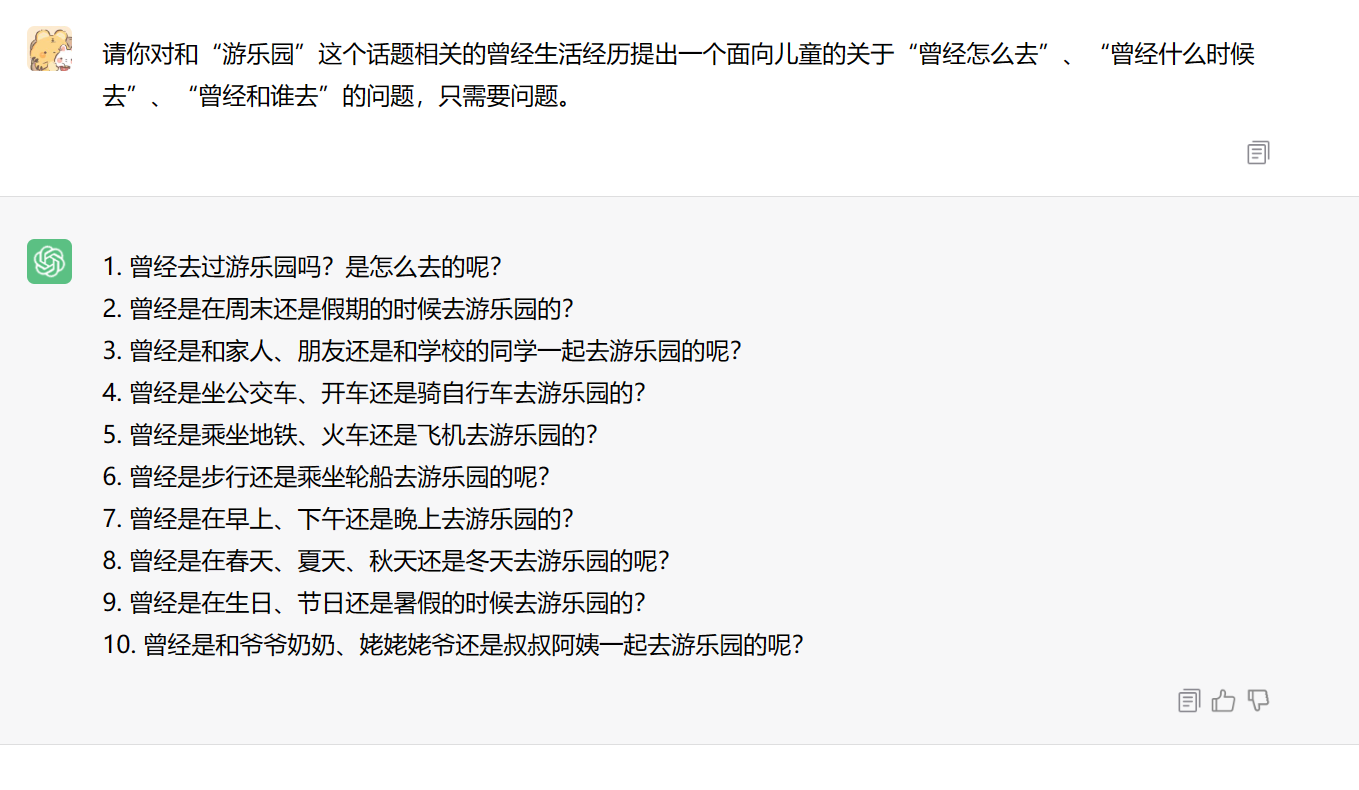 请你对和“游乐园”这个话题相关的曾经生活经历提出一个面向儿童的关于“曾经怎么去”、“曾经什么时候
去”、“曾经和谁去”的问题，只需要问题。
1. 曾经去过游乐园吗？是怎么去的呢？
2. 曾经是在周末还是假期的时候去游乐园的？
3. 曾经是和家人、朋友还是和学校的同学一起去游乐园的呢？
4. 曾经是坐公交车、开车还是骑自行车去游乐园的？
5. 曾经是乘坐地铁、火车还是飞机去游乐园的？
6. 曾经是步行还是乘坐轮船去游乐园的呢？
7. 曾经是在早上、下午还是晚上去游乐园的？
8. 曾经是在春天、夏天、秋天还是冬天去游乐园的呢？
9. 曾经是在生日、节日还是暑假的时候去游乐园的？
10. 曾经是和爷爷奶奶、姥姥姥爷还是叔叔阿姨一起去游乐园的呢？